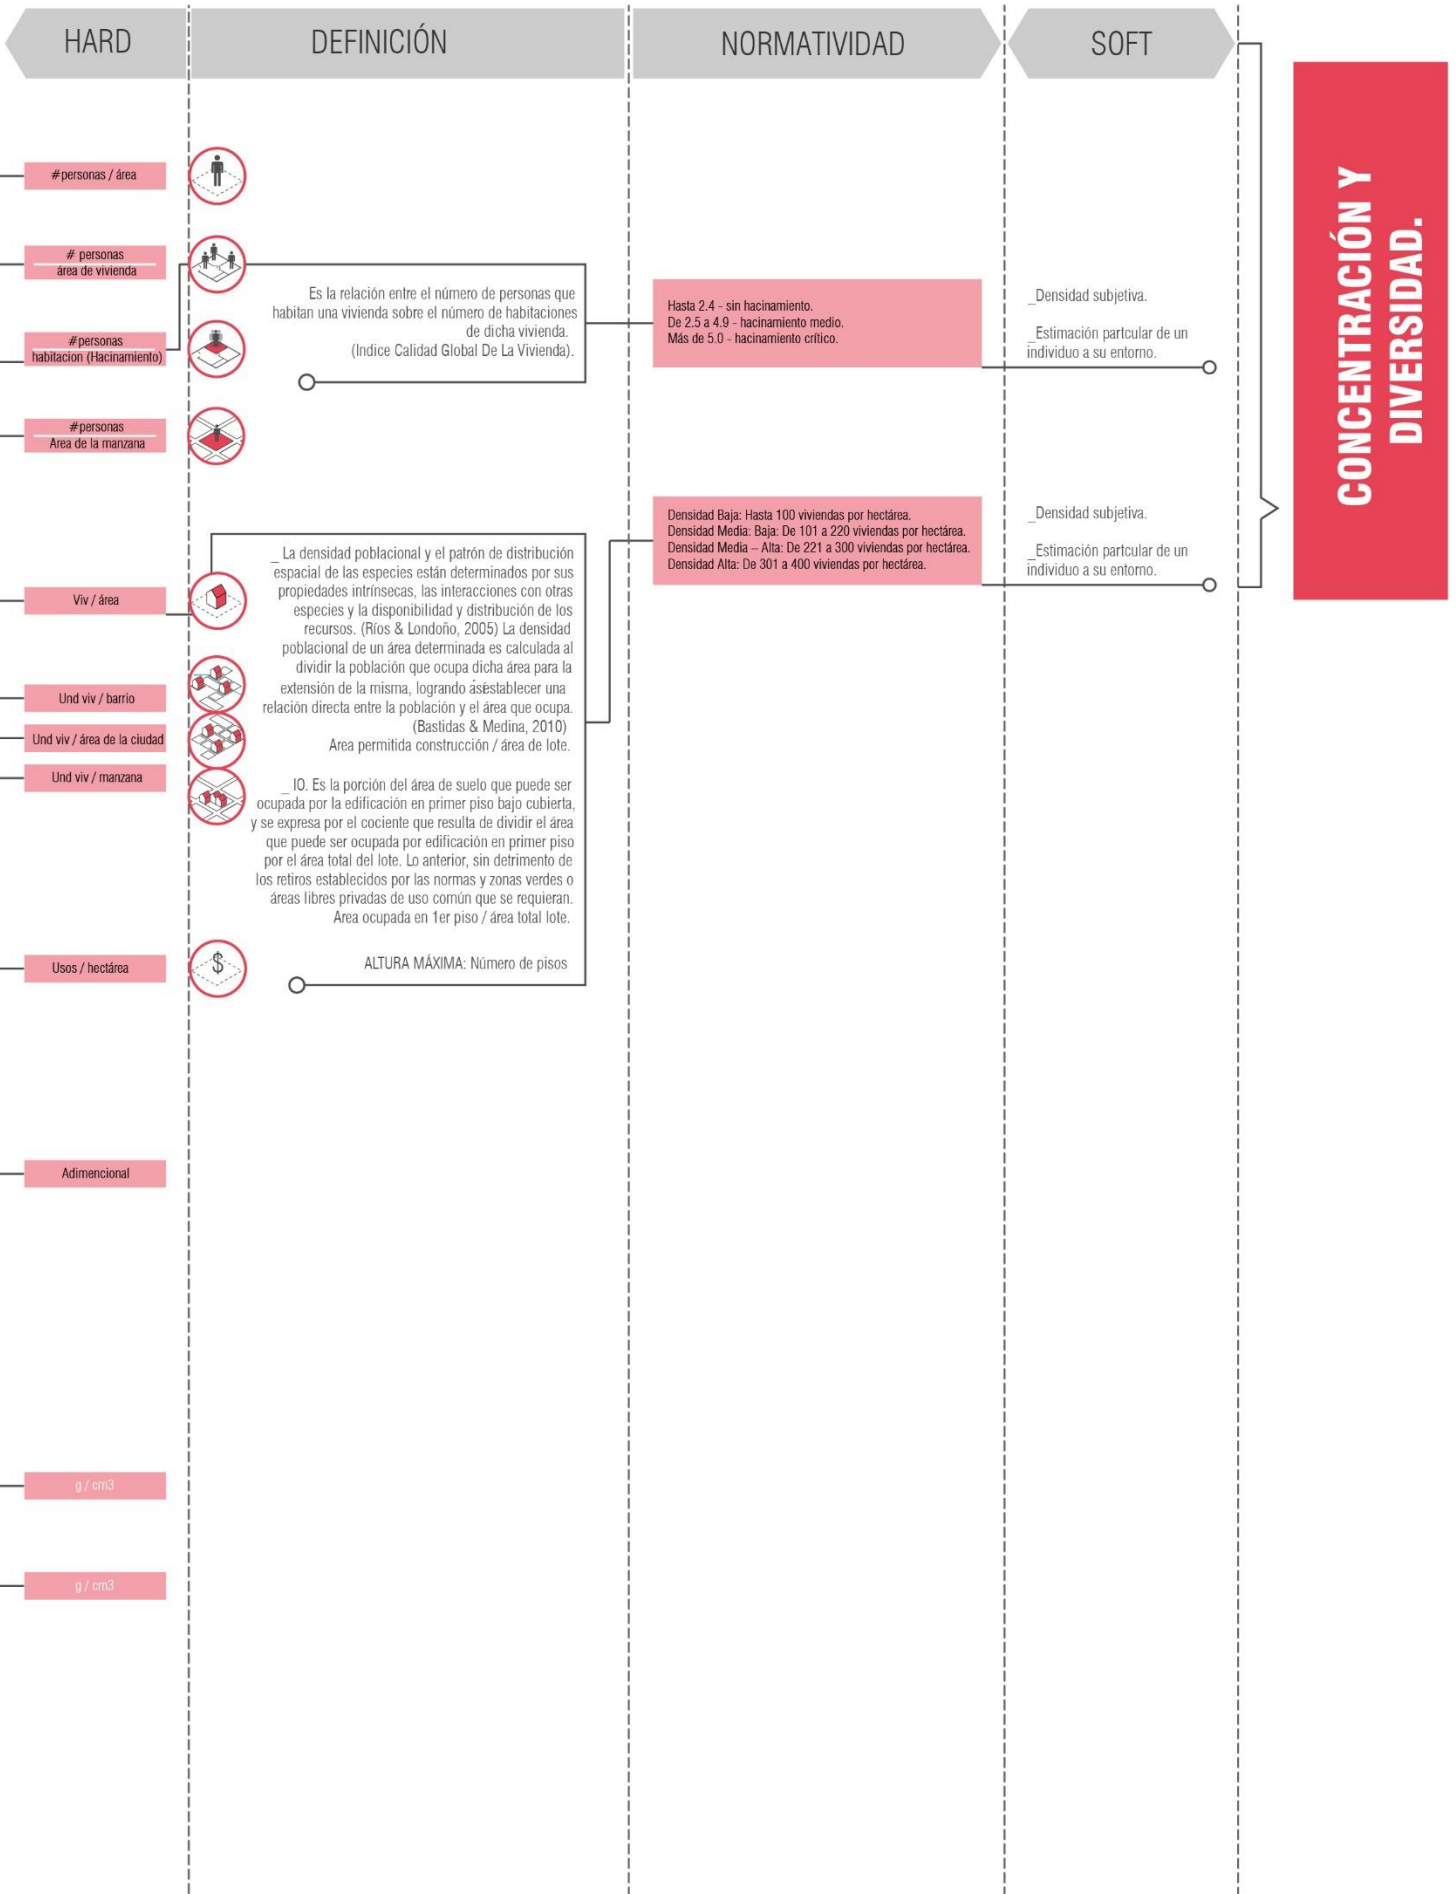 HARD
DEFINICIÓN
NORMATIVIDAD
SOFT
CONCENTRACIÓN Y
DIVERSIDAD.
#personas / área
# personas
área de vivienda
#personas
habitacion (Hacinamiento)
Es la relación entre el número de personas que
habitan una vivienda sobre el número de habitaciones
de dicha vivienda.
(Indice Calidad Global De La Vivienda).
Hasta 2.4 - sin hacinamiento.
De 2.5 a 4.9 - hacinamiento medio.
Más de 5.0 - hacinamiento crítico.
_Densidad subjetiva.
_Estimación partcular de un
individuo a su entorno.
#personas
Area de la manzana
Viv / área
Und viv / barrio
Und viv / área de la ciudad
Und viv / manzana
_ La densidad poblacional y el patrón de distribución
espacial de las especies están determinados por sus
propiedades intrínsecas, las interacciones con otras
especies y la disponibilidad y distribución de los
recursos. (Ríos & Londoño, 2005) La densidad
poblacional de un área determinada es calculada al
dividir la población que ocupa dicha área para la
extensión de la misma, logrando aséstablecer una
relación directa entre la población y el área que ocupa.
(Bastidas & Medina, 2010)
Area permitida construcción / área de lote.
_ IO. Es la porción del área de suelo que puede ser
ocupada por la edificación en primer piso bajo cubierta,
y se expresa por el cociente que resulta de dividir el área
que puede ser ocupada por edificación en primer piso
por el área total del lote. Lo anterior, sin detrimento de
los retiros establecidos por las normas y zonas verdes o
áreas libres privadas de uso común que se requieran.
Area ocupada en 1er piso / área total lote.
ALTURA MÁXIMA: Número de pisos
Densidad Baja: Hasta 100 viviendas por hectárea.
Densidad Media: Baja: De 101 a 220 viviendas por hectárea.
Densidad Media – Alta: De 221 a 300 viviendas por hectárea.
Densidad Alta: De 301 a 400 viviendas por hectárea.
_Densidad subjetiva.
_Estimación partcular de un
individuo a su entorno.
Usos / hectárea
$
Adimencional
g / cm3
g / cm3